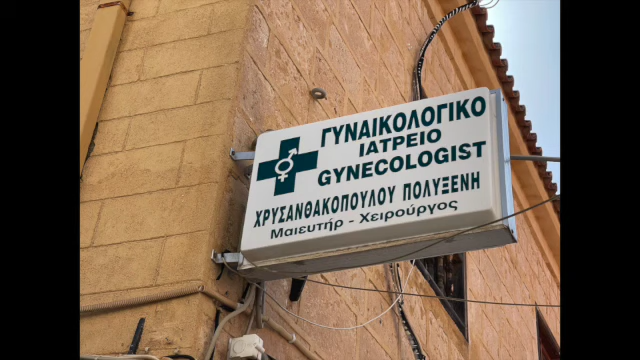 ΓΥΝΑΙΚΟΛΟΓΙΚΟ
ΙΑΤΡΕΙΟ
GYNECOLOGIST
ΧΡΥΣΑΝΘΑΚΟΠΟΥΛΟΥ ΠΟΛΥΞΕΝΗ
Μαιευτήρ - Χειρούργος